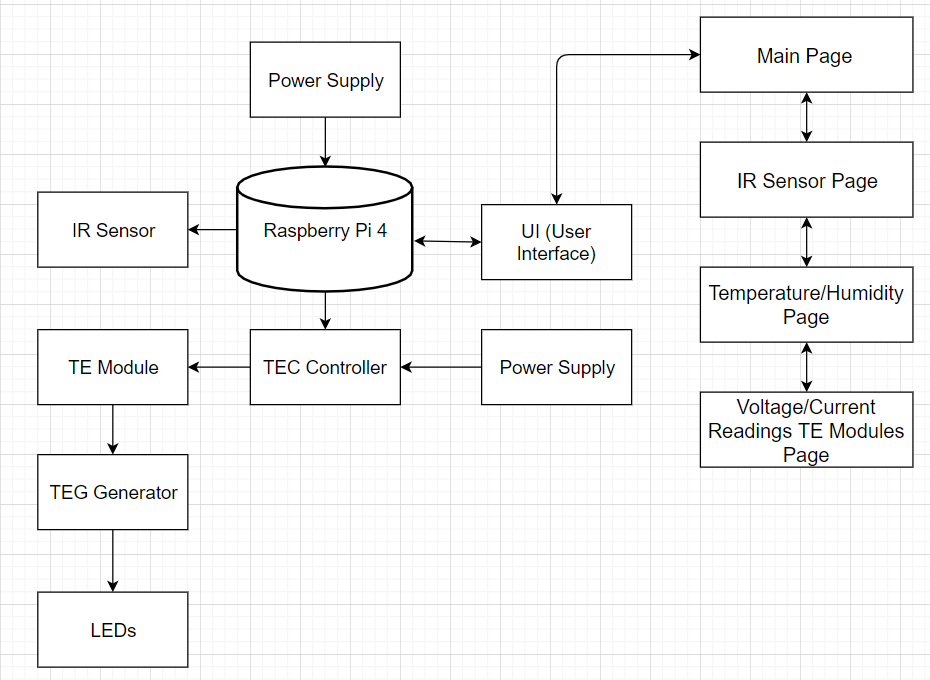 Power Supply
Main Page
IR Sensor Page
IR Sensor
Raspberry Pi 4
UI (User
Interface)
Temperature/Humidity
Page
TE Module
TEC Controller
Power Supply
Voltage/Current
Readings TE Modules
Page
TEG Generator
LEDs